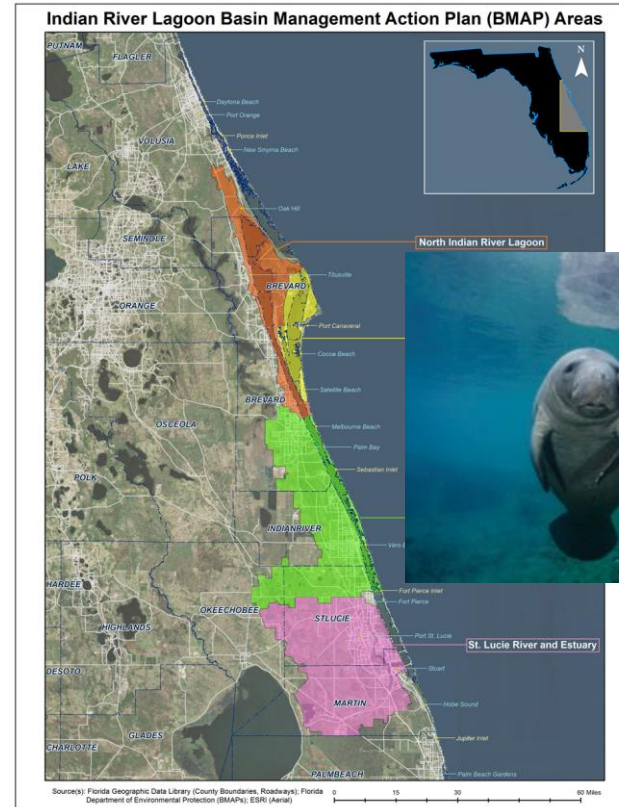 Indian River Lagoon Basin Management Action Plan (BMAP) Areas
PUTNAM
FLAGLER
N
Daytona Beach
Port Orange
VOLUSIA
Ponce Inlet
New Smyrna Beach
LAKE
Oak Hill
SEMINOLE
North Indian River Lagoon
Titusville
BREVARD
ORANGE
Port Canaveral
Cocoa Beach
Satellite Beach
BREVARD
OSCEOLA
Melbourne Beach
Palm Bay
Sebastian Inlet
POLK
INDIANRIVER
Vero
HARDEE
Fort Pierce Inlet
Fort Pierce
OKEECHOBEE
STLUCIE
HIGHLANDS
Port St. Lucie
St. Lucie River and Estuary
Stuart
DESOTO
MARTIN
Hobe Sound
GLADES
Jupiter Inlet
CHARLOTTE
PALMBEACH
Palm Beach Gardens
Source(s): Florida Geographic Data Library (County Boundaries, Roadways); Florida
Department of Environmental Protection (BMAPs); ESRI (Aerial)
0 15 30 60 Miles